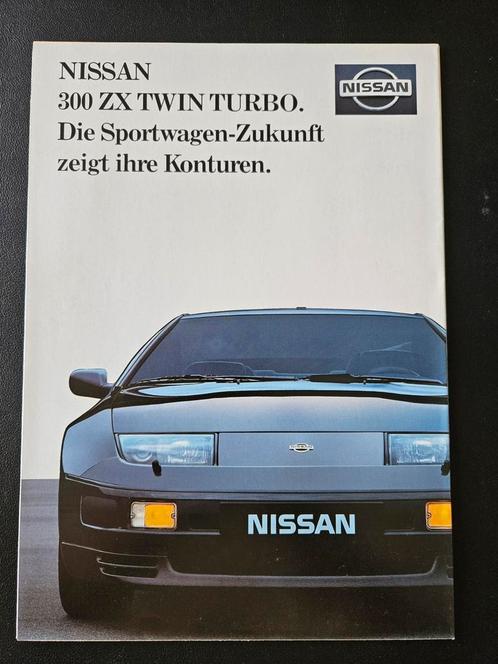 NISSAN
300 ZX TWIN TURBO.
Die Sportwagen-Zukunft
zeigt ihre Konturen.
NISSAN
NISSAN